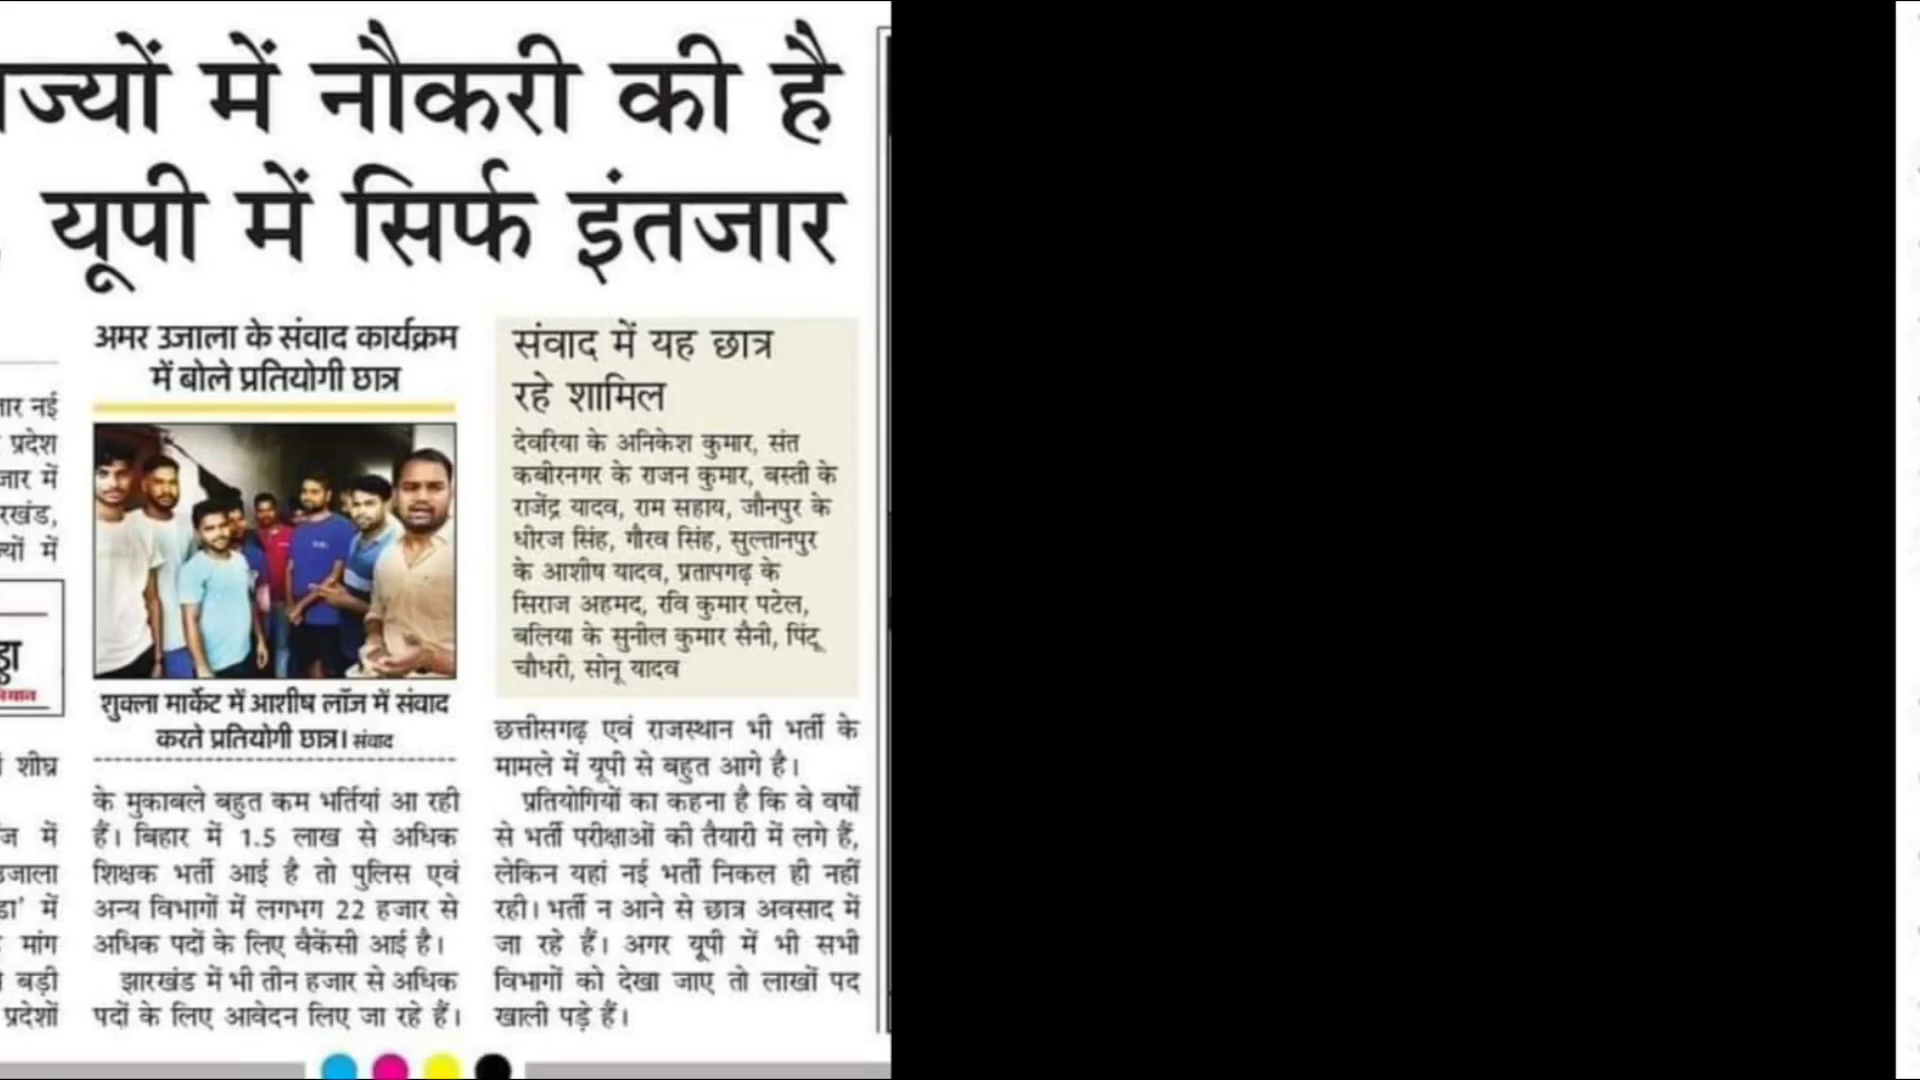 ज्यों में नौकरी की है
यूपी में सिर्फ इंतजार
नई
प्रदेश
में
में
शीघ्र
में
में
मांग
बड़ी
प्रदेशों
अमर उजाला के संवाद कार्यक्रम
में बोले प्रतियोगी छात्र
शुक्ला मार्केट में आशीष लॉज में संवाद
करते प्रतियोगी छात्र। संवाद
के मुकाबले बहुत कम भर्तियां आ रही
हैं। बिहार में 1.5 लाख से अधिक
शिक्षक भर्ती आई है तो पुलिस एवं
अन्य विभागों में लगभग 22 हजार से
अधिक पदों के लिए वैकेंसी आई है।
झारखंड में भी तीन हजार से अधिक
पदों के लिए आवेदन लिए जा रहे हैं।
संवाद में यह छात्र
रहे शामिल
देवरिया के अनिकेश कुमार, संत
कबीरनगर के राजन कुमार, बस्ती के
राजेंद्र यादव, राम सहाय, जौनपुर के
धीरज सिंह, गौरव सिंह, सुल्तानपुर
के आशीष यादव, प्रतापगढ़ के
सिराज अहमद, रवि कुमार पटेल,
बलिया के सुनील कुमार सैनी, पिंटू
चौधरी, सोनू यादव
छत्तीसगढ़ एवं राजस्थान भी भर्ती के
मामले में यूपी से बहुत आगे है।
प्रतियोगियों का कहना है कि वे वर्षों
से भर्ती परीक्षाओं की तैयारी में लगे हैं,
लेकिन यहां नई भर्ती निकल ही नहीं
रही। भर्ती न आने से छात्र अवसाद में
जा रहे हैं। अगर यूपी में भी सभी
विभागों को देखा जाए तो लाखों पद
खाली पड़े हैं।